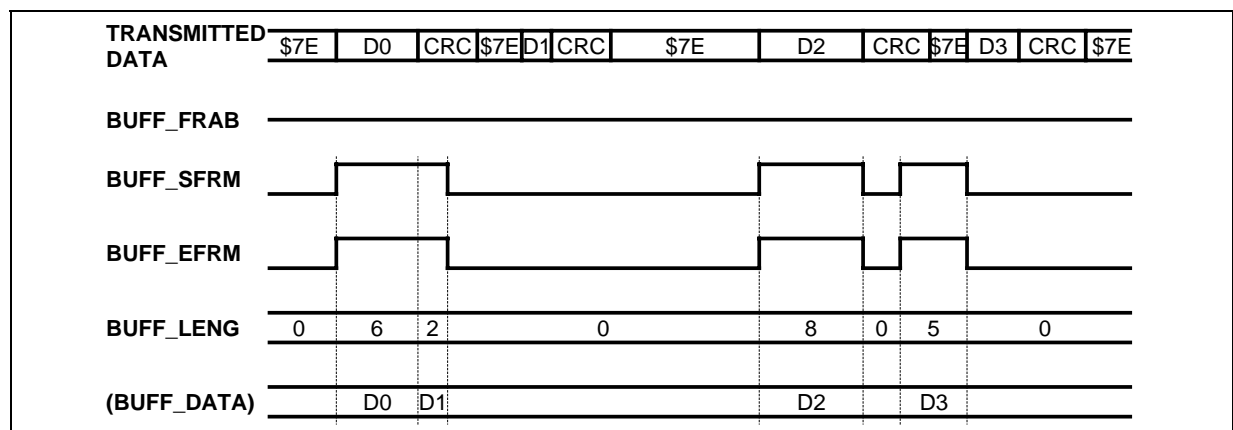 TRANSMITTED
DATA
$7E D0 CRC $7E D1 CRC $7E D2 CRC $7E D3 CRC $7E
BUFF_FRAB
BUFF_SFRM
BUFF_EFRM
BUFF_LENG 0 6 2 0 8 0 5 0
(BUFF_DATA) D0 D1 D2 D3